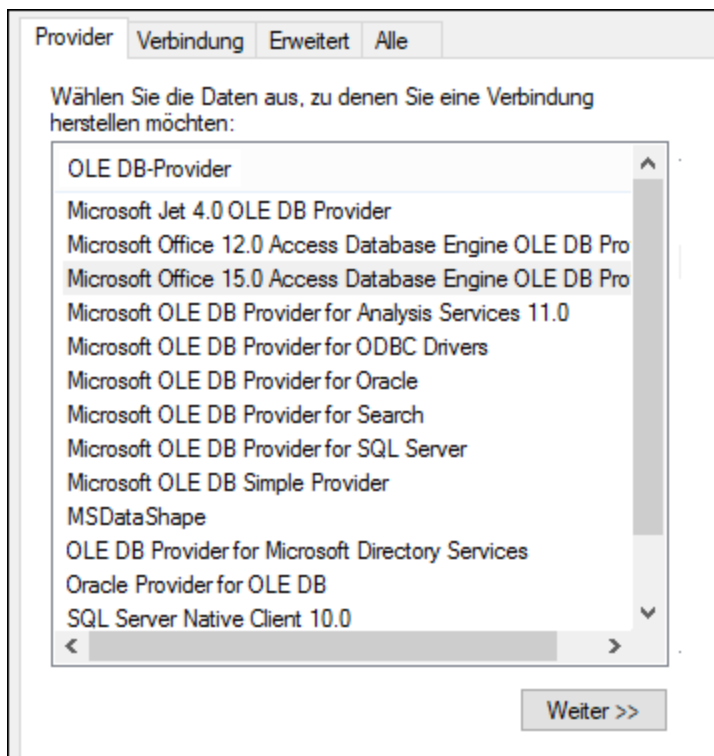 Provider Verbindung Erweitert Alle
Wählen Sie die Daten aus, zu denen Sie eine Verbindung
herstellen möchten:
OLE DB-Provider
Microsoft Jet 4.0 OLE DB Provider
Microsoft Office 12.0 Access Database Engine OLE DB Pro
Microsoft Office 15.0 Access Database Engine OLE DB Pro
Microsoft OLE DB Provider for Analysis Services 11.0
Microsoft OLE DB Provider for ODBC Drivers
Microsoft OLE DB Provider for Oracle
Microsoft OLE DB Provider for Search
Microsoft OLE DB Provider for SQL Server
Microsoft OLE DB Simple Provider
MSDataShape
OLE DB Provider for Microsoft Directory Services
Oracle Provider for OLE DB
SQL Server Native Client 10.0
Weiter >>